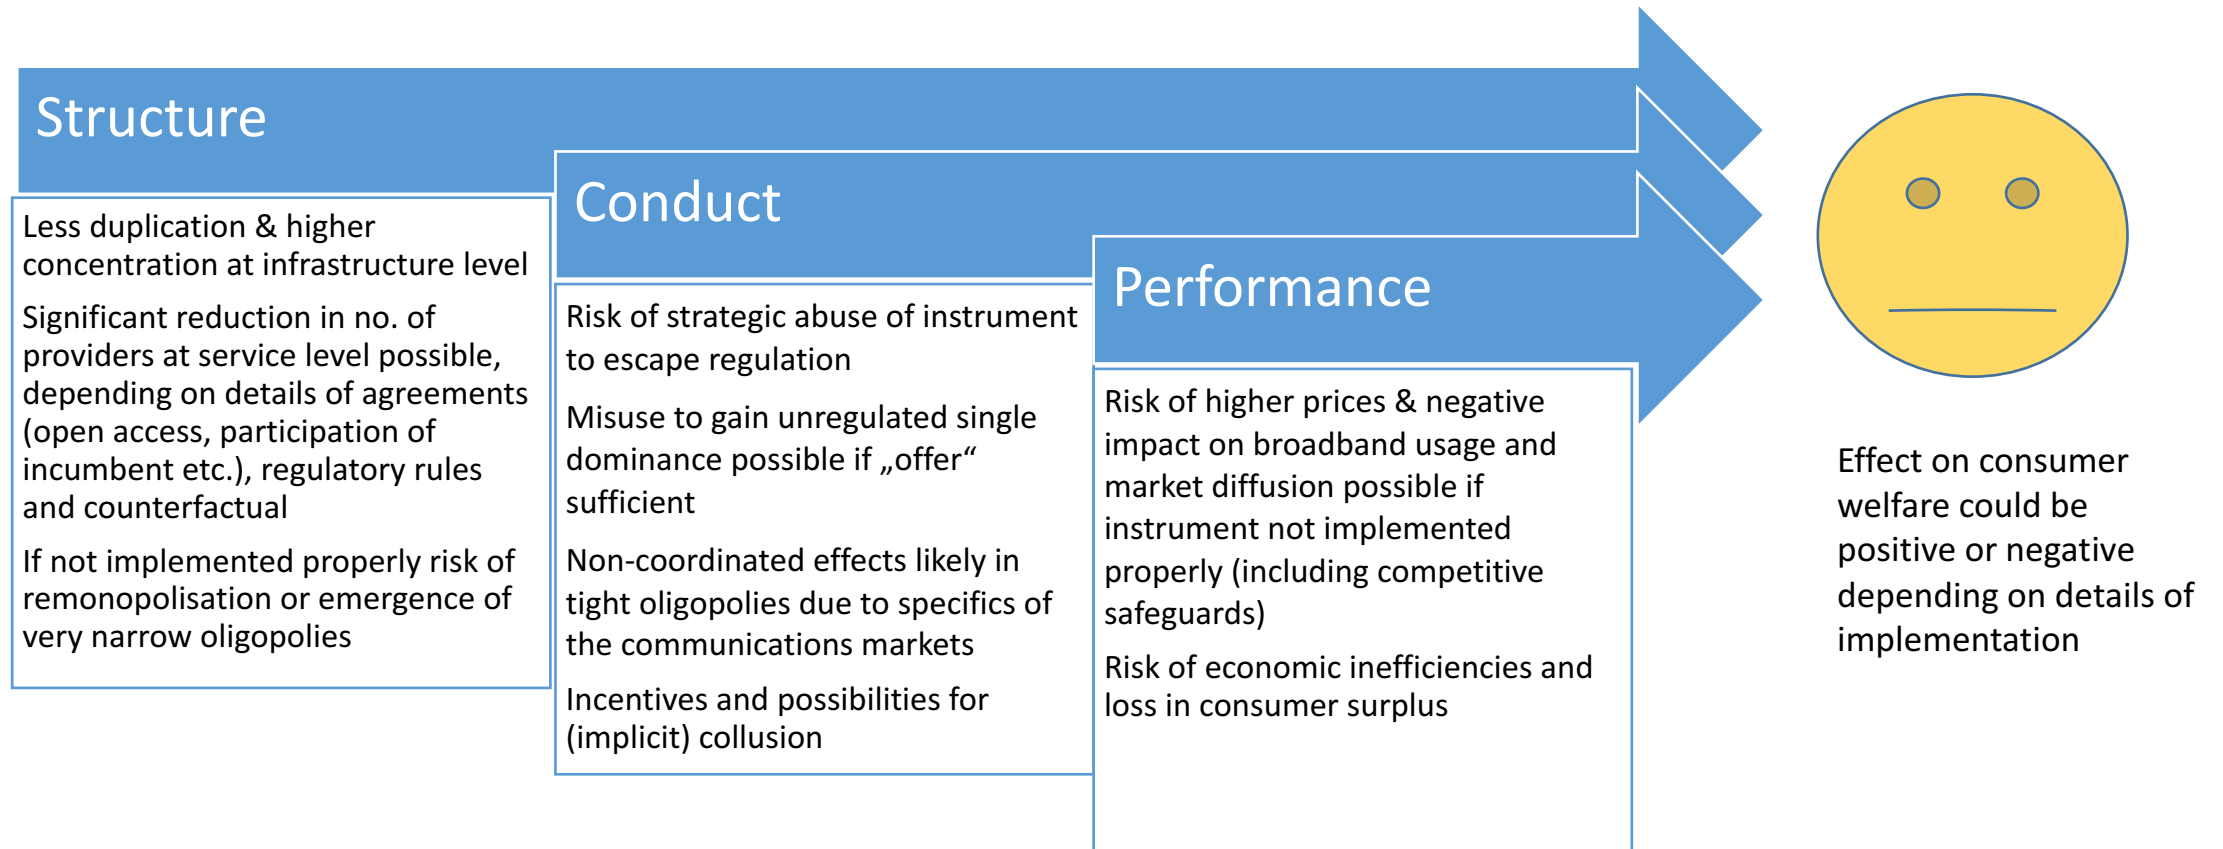 Structure
Less duplication & higher
concentration at infrastructure level
Significant reduction in no. of
providers at service level possible,
depending on details of agreements
(open access, participation of
incumbent etc.), regulatory rules
and counterfactual
If not implemented properly risk of
remonopolisation or emergence of
very narrow oligopolies
Conduct
Risk of strategic abuse of instrument
to escape regulation
Misuse to gain unregulated single
dominance possible if „offer“
sufficient
Non-coordinated effects likely in
tight oligopolies due to specifics of
the communications markets
Incentives and possibilities for
(implicit) collusion
Performance
Risk of higher prices & negative
impact on broadband usage and
market diffusion possible if
instrument not implemented
properly (including competitive
safeguards)
Risk of economic inefficiencies and
loss in consumer surplus
Effect on consumer
welfare could be
positive or negative
depending on details of
implementation